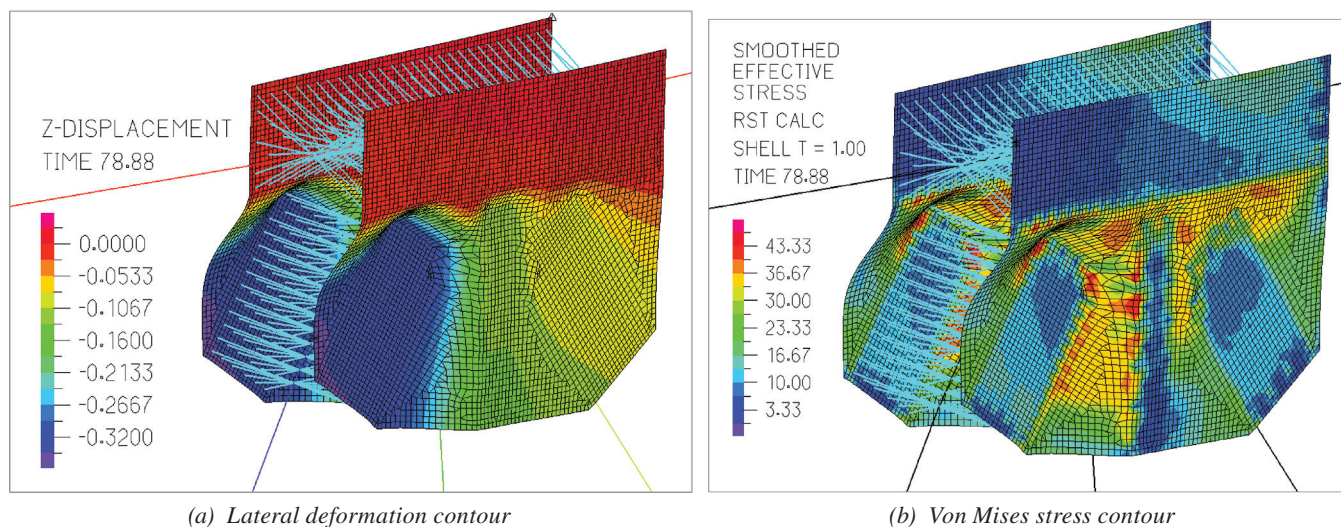 Z-DISPLACEMENT
TIME 78.88
0.0000
-0.0533
-0.1067
-0.1600
-0.2133
-0.2667
-0.3200
(a) Lateral deformation contour
SMOOTHED
EFFECTIVE
STRESS
RST CALC
SHELL T = 1.00
TIME 78.88
43.33
36.67
30.00
23.33
16.67
10.00
3.33
(b) Von Mises stress contour